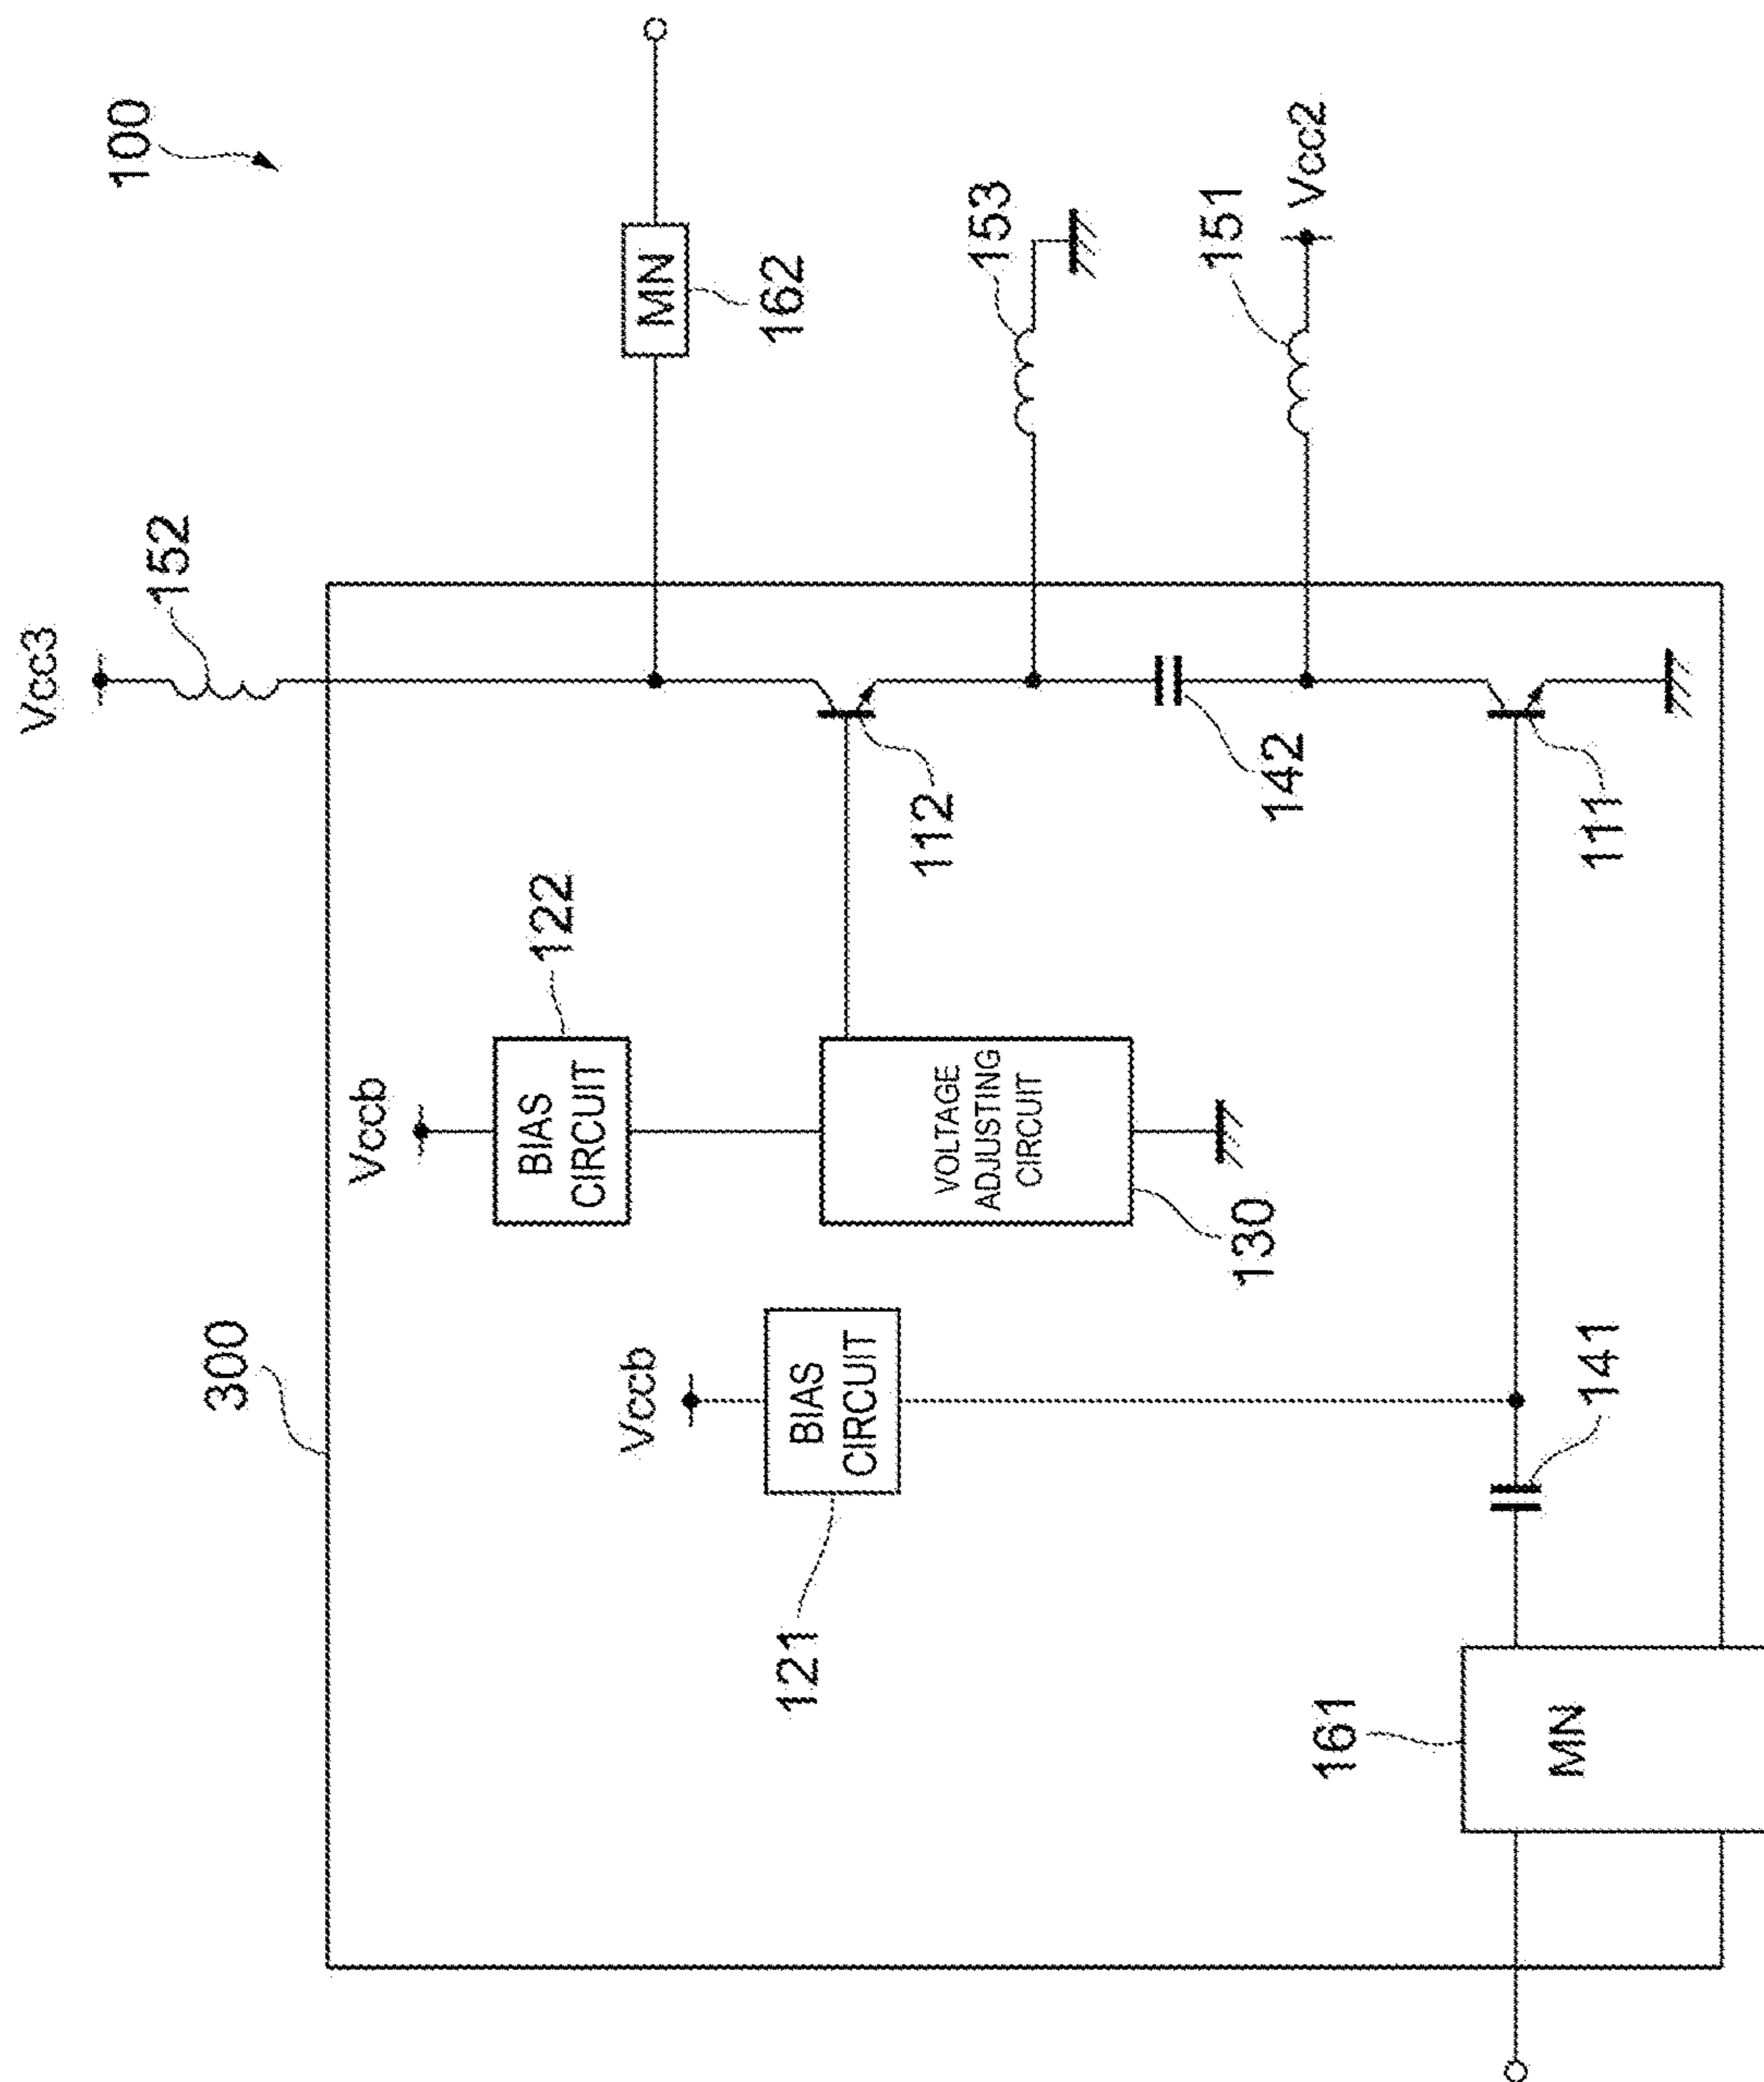 100
Vcc3
152
MN
162
153
151
Vcc2
300
Vccb
122
BIAS
CIRCUIT
112
142
Vccb
BIAS
CIRCUIT
121
VOLTAGE
ADJUSTING
CIRCUIT
130
111
161
MN
141